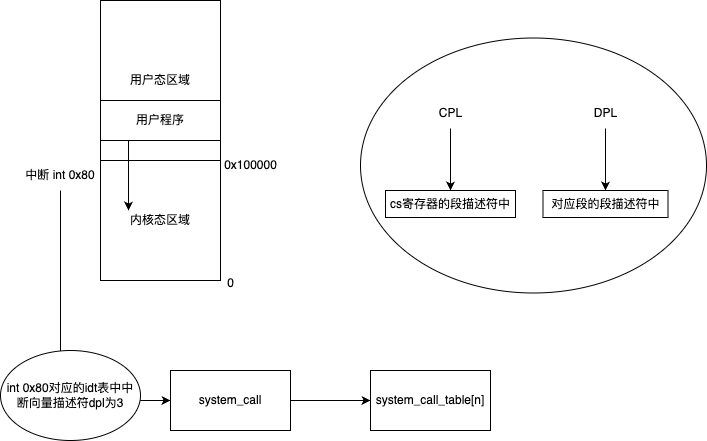 用户态区域
用户程序
0x100000
中断 int 0x80
内核态区域
0
CPL
DPL
cs寄存器的段描述符中
对应段的段描述符中
int 0x80对应的idt表中中
断向量描述符dpl为3
system_call
system_call_table[n]